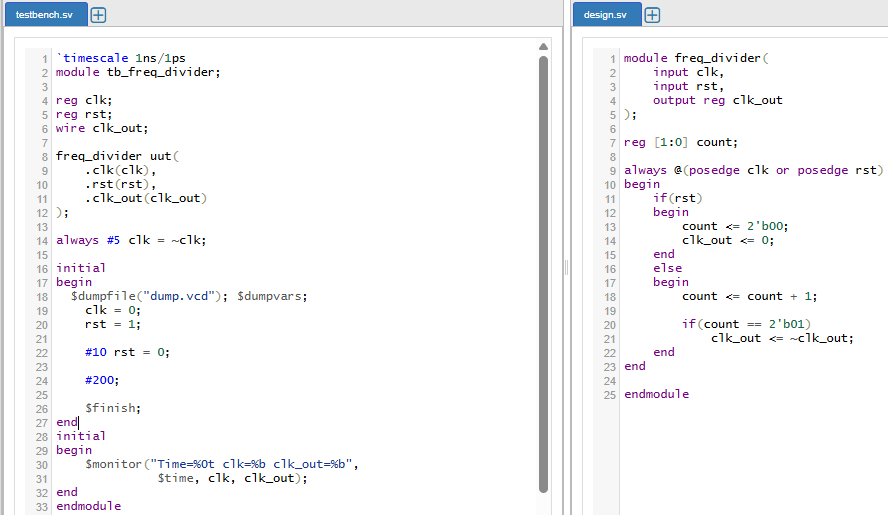 testbench.sv
1 `timescale 1ns/1ps
2 module tb_freq_divider;
3
4 reg clk;
5 reg rst;
6 wire clk_out;
7
8 freq_divider uut(
9     .clk(clk),
10     .rst(rst),
11     .clk_out(clk_out)
12 );
13
14 always #5 clk = ~clk;
15
16 initial
17 begin
18   $dumpfile("dump.vcd"); $dumpvars;
19     clk = 0;
20     rst = 1;
21
22     #10 rst = 0;
23
24     #200;
25
26     $finish;
27 end
28 initial
29 begin
30     $monitor("Time=%0t clk=%b clk_out=%b",
31               $time, clk, clk_out);
32 end
33 endmodule
design.sv
1 module freq_divider(
2     input clk,
3     input rst,
4     output reg clk_out
5 );
6
7 reg [1:0] count;
8
9 always @(posedge clk or posedge rst)
10 begin
11     if(rst)
12     begin
13         count <= 2'b00;
14         clk_out <= 0;
15     end
16     else
17     begin
18         count <= count + 1;
19
20         if(count == 2'b01)
21             clk_out <= ~clk_out;
22     end
23 end
24
25 endmodule